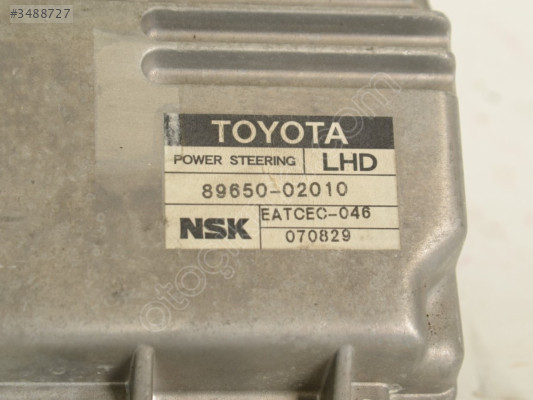 #3488727
TOYOTA
POWER STEERING LHD
89650-02010
NSK EATCEC-046
070829